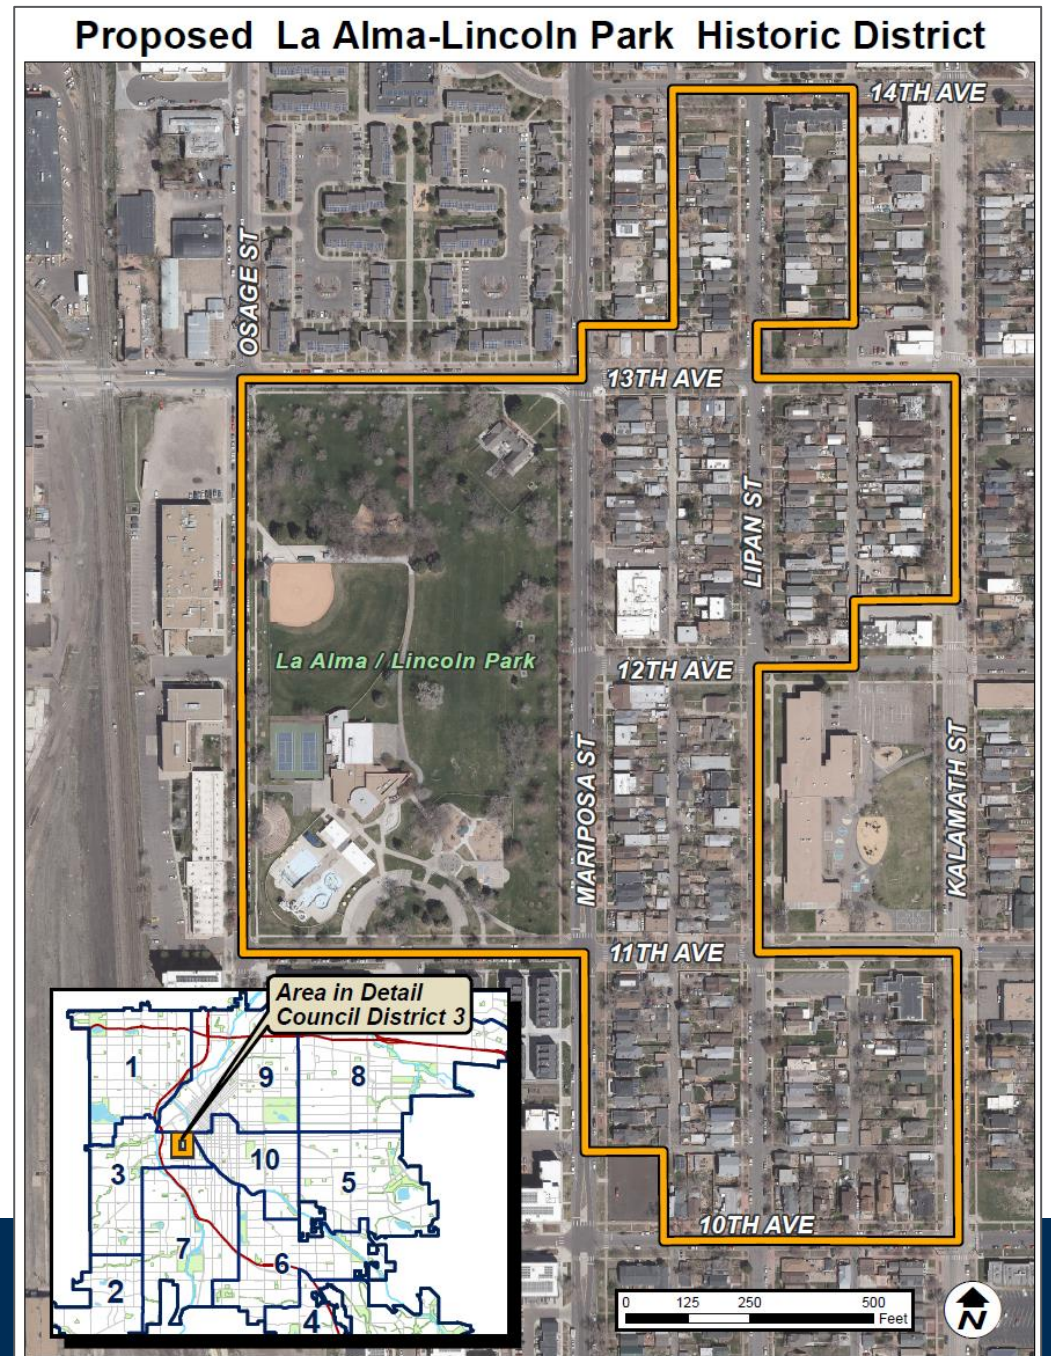 Proposed La Alma-Lincoln Park Historic District
14TH AVE
OSAGE ST
13TH AVE
LIPAN ST
La Alma / Lincoln Park
12TH AVE
MARIPOSA ST
KALAMATH ST
11TH AVE
Area in Detail
Council District 3
1
9
8
3
10
5
7
6
2
4
10TH AVE
0 125 250 500
Feet
N